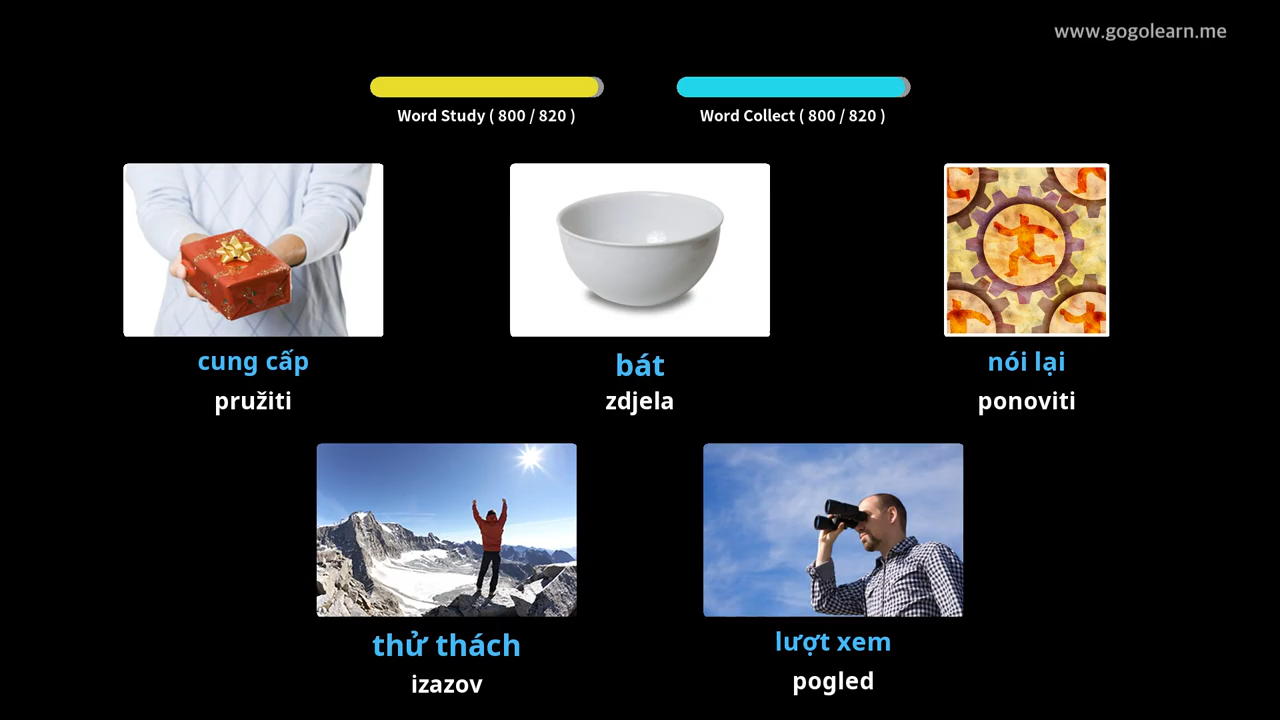 www.gogolearn.me
Word Study ( 800 / 820 )
Word Collect ( 800 / 820 )
cung cấp
pružiti
bát
zdjela
nói lại
ponoviti
thử thách
izazov
lượt xem
pogled